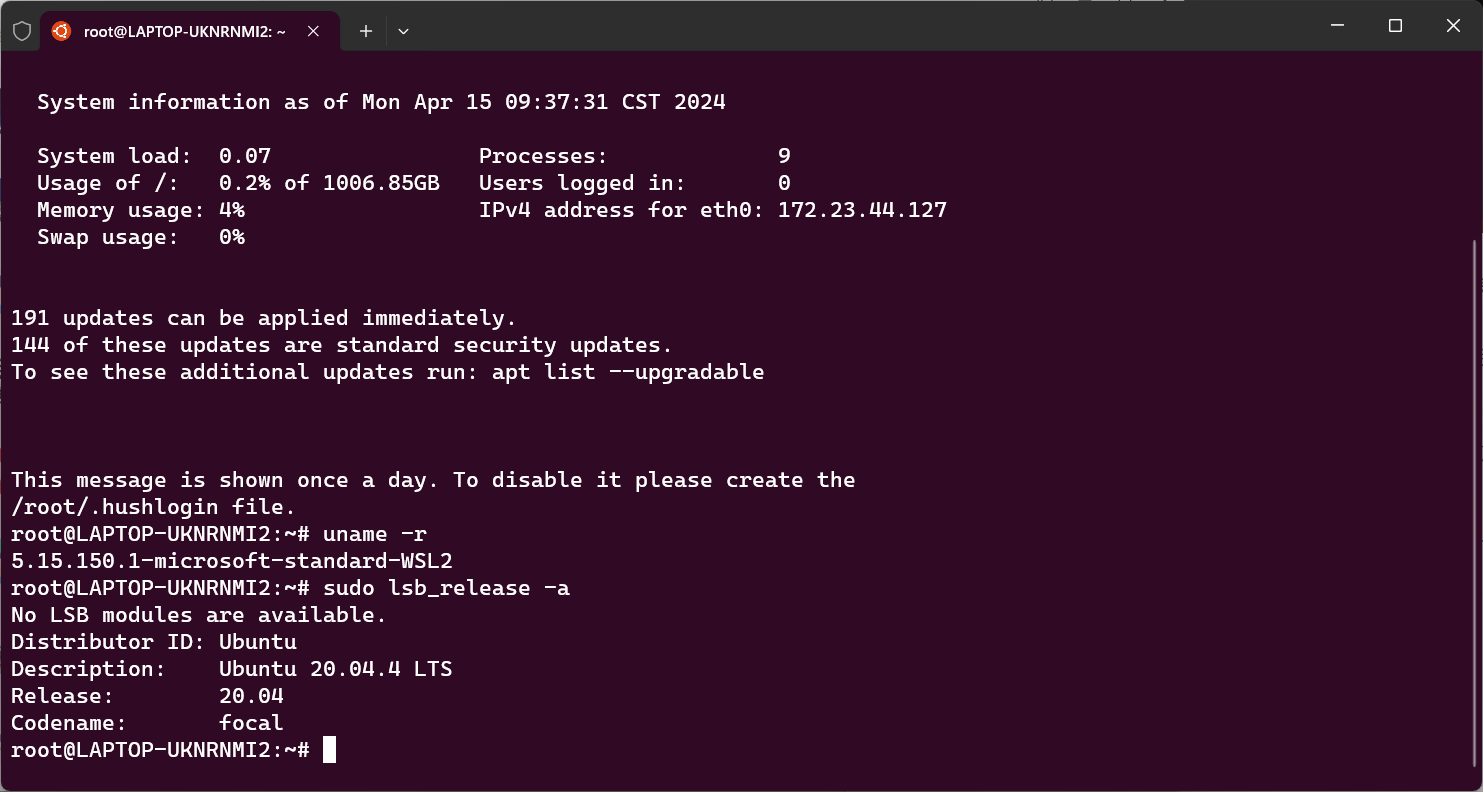 root@LAPTOP-UKNRNMI2: ~
System information as of Mon Apr 15 09:37:31 CST 2024
System load:  0.07                Processes:             9
Usage of /:   0.2% of 1006.85GB   Users logged in:       0
Memory usage: 4%                  IPv4 address for eth0: 172.23.44.127
Swap usage:   0%
191 updates can be applied immediately.
144 of these updates are standard security updates.
To see these additional updates run: apt list --upgradable
This message is shown once a day. To disable it please create the
/root/.hushlogin file.
root@LAPTOP-UKNRNMI2:~# uname -r
5.15.150.1-microsoft-standard-WSL2
root@LAPTOP-UKNRNMI2:~# sudo lsb_release -a
No LSB modules are available.
Distributor ID: Ubuntu
Description:    Ubuntu 20.04.4 LTS
Release:        20.04
Codename:       focal
root@LAPTOP-UKNRNMI2:~#